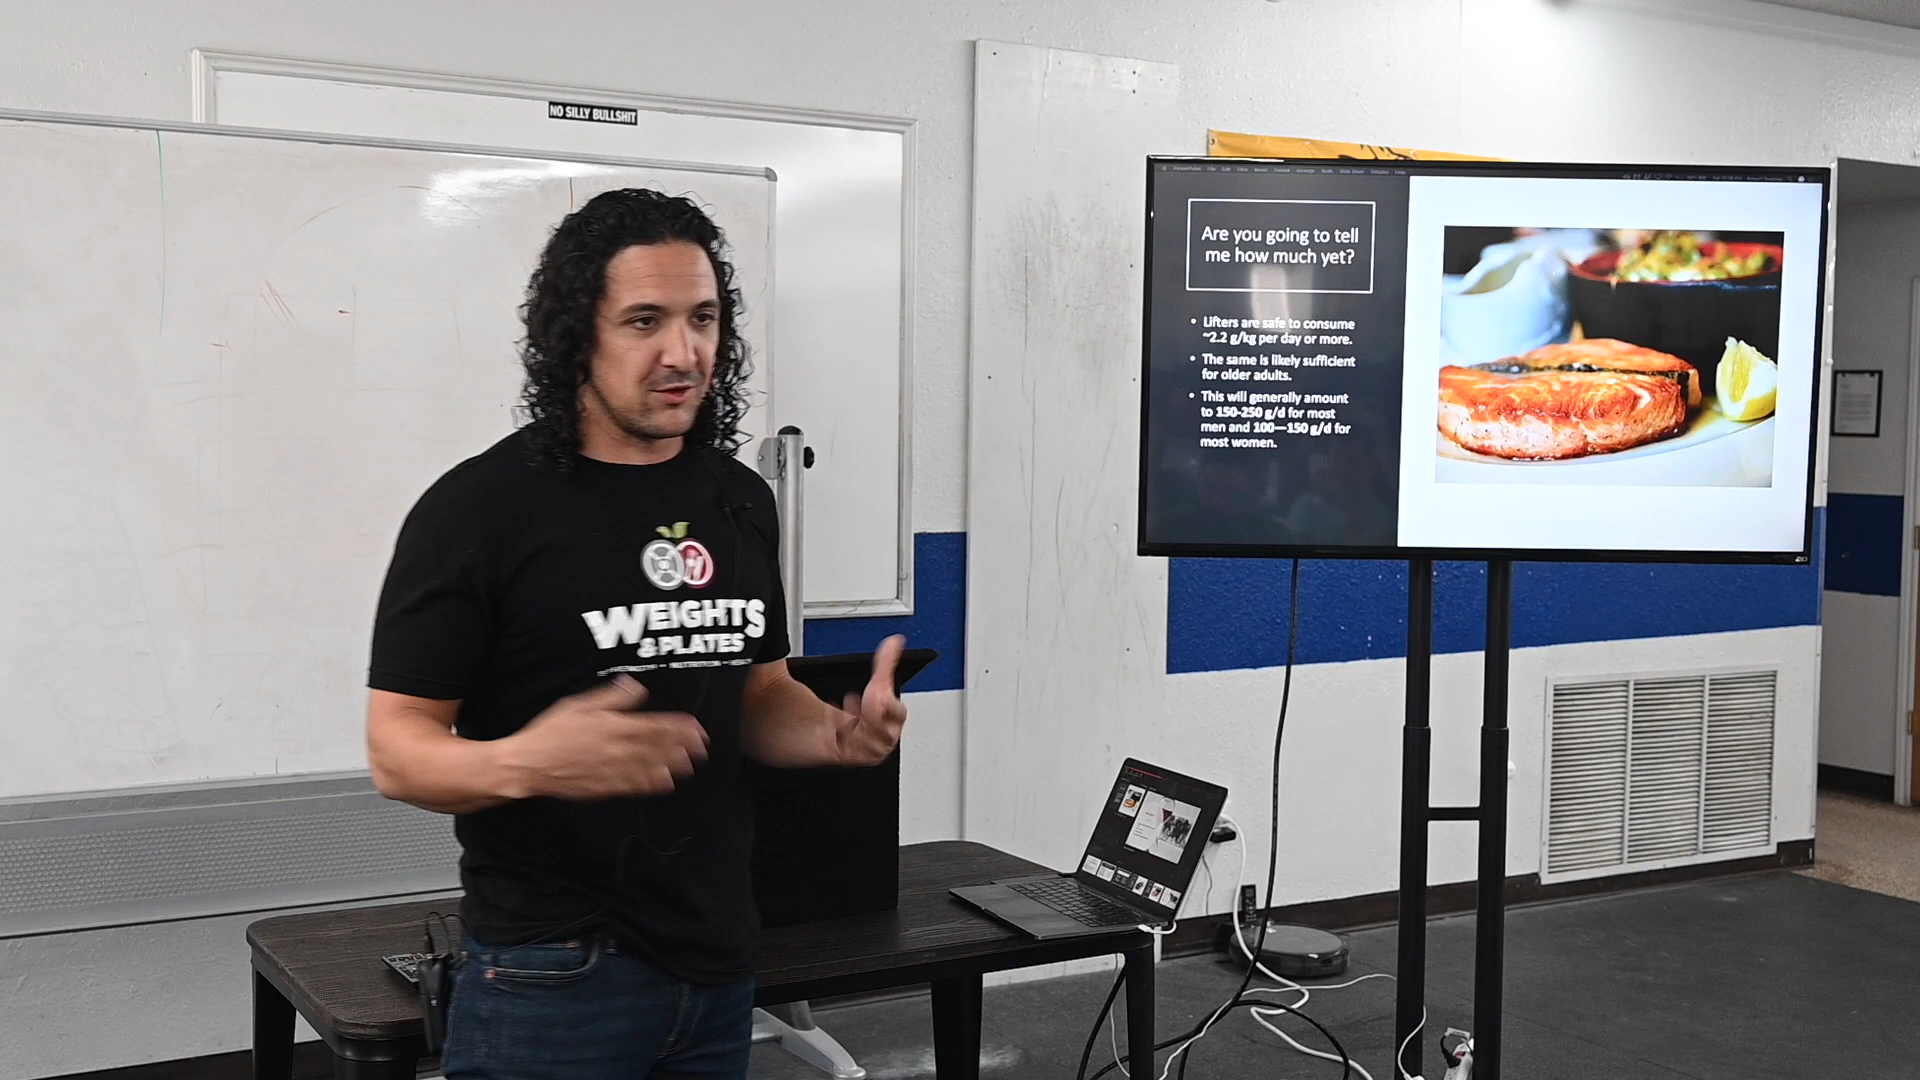 NO SILLY BULLSHIT
Are you going to tell
me how much yet?
• Lifters are safe to consume
~2.2 g/kg per day or more.
• The same is likely sufficient
for older adults.
• This will generally amount
to 150-250 g/d for most
men and 100—150 g/d for
most women.
WEIGHTS
& PLATES